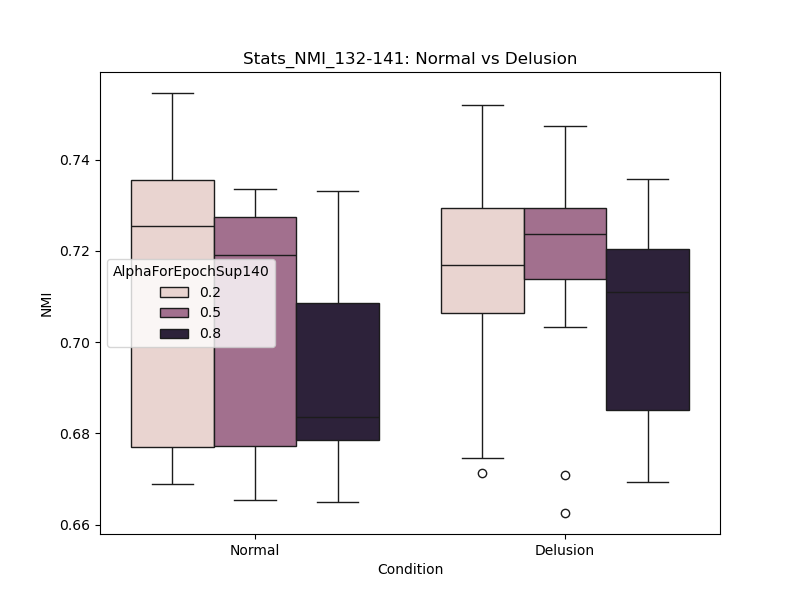 Stats_NMI_132-141: Normal vs Delusion
NMI
0.74
0.72
0.70
0.68
0.66
AlphaForEpochSup140
0.2
0.5
0.8
Normal
Delusion
Condition